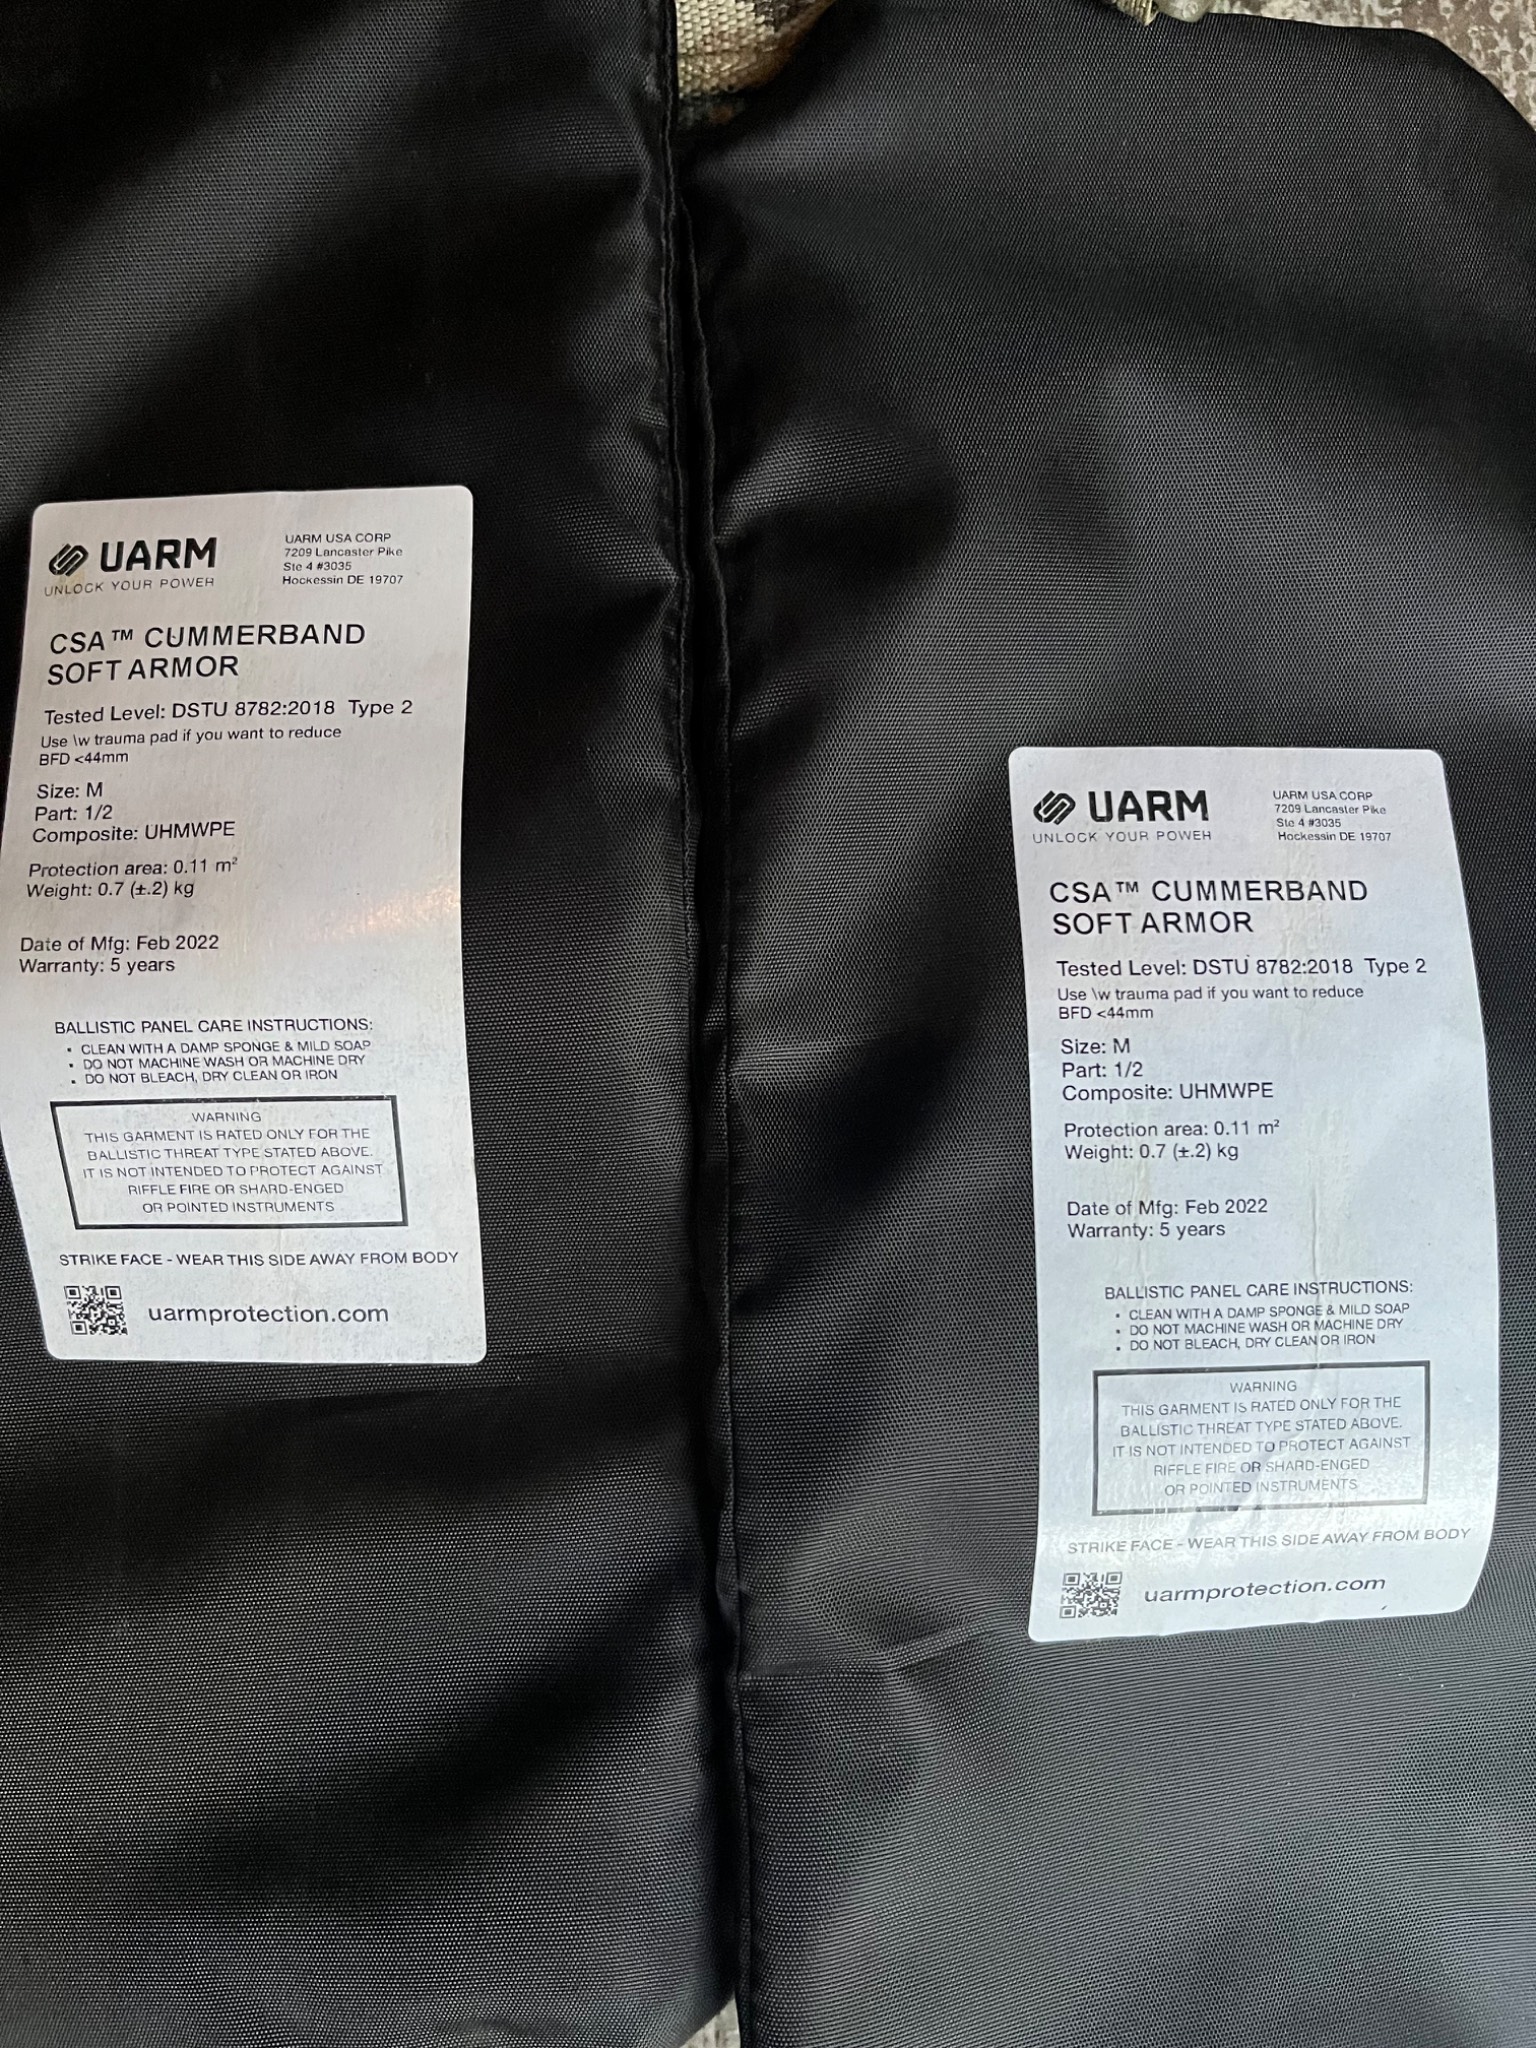 UARM
UNLOCK YOUR POWER
UARM USA CORP
7209 Lancaster Pike
Ste 4 #3035
Hockessin DE 19707
CSA™ CUMMERBAND
SOFT ARMOR
Tested Level: DSTU 8782:2018 Type 2
Use \w trauma pad if you want to reduce
BFD <44mm
Size: M
Part: 1/2
Composite: UHMWPE
Protection area: 0.11 m²
Weight: 0.7 (±.2) kg
Date of Mfg: Feb 2022
Warranty: 5 years
BALLISTIC PANEL CARE INSTRUCTIONS:
• CLEAN WITH A DAMP SPONGE & MILD SOAP
• DO NOT MACHINE WASH OR MACHINE DRY
• DO NOT BLEACH, DRY CLEAN OR IRON
WARNING
THIS GARMENT IS RATED ONLY FOR THE
BALLISTIC THREAT TYPE STATED ABOVE.
IT IS NOT INTENDED TO PROTECT AGAINST
RIFFLE FIRE OR SHARD-ENGED
OR POINTED INSTRUMENTS
STRIKE FACE - WEAR THIS SIDE AWAY FROM BODY
uarmprotection.com
UARM
UNLOCK YOUR POWER
UARM USA CORP
7209 Lancaster Pike
Ste 4 #3035
Hockessin DE 19707
CSA™ CUMMERBAND
SOFT ARMOR
Tested Level: DSTU 8782:2018 Type 2
Use \w trauma pad if you want to reduce
BFD <44mm
Size: M
Part: 1/2
Composite: UHMWPE
Protection area: 0.11 m²
Weight: 0.7 (±.2) kg
Date of Mfg: Feb 2022
Warranty: 5 years
BALLISTIC PANEL CARE INSTRUCTIONS:
• CLEAN WITH A DAMP SPONGE & MILD SOAP
• DO NOT MACHINE WASH OR MACHINE DRY
• DO NOT BLEACH, DRY CLEAN OR IRON
WARNING
THIS GARMENT IS RATED ONLY FOR THE
BALLISTIC THREAT TYPE STATED ABOVE.
IT IS NOT INTENDED TO PROTECT AGAINST
RIFFLE FIRE OR SHARD-ENGED
OR POINTED INSTRUMENTS
STRIKE FACE - WEAR THIS SIDE AWAY FROM BODY
uarmprotection.com